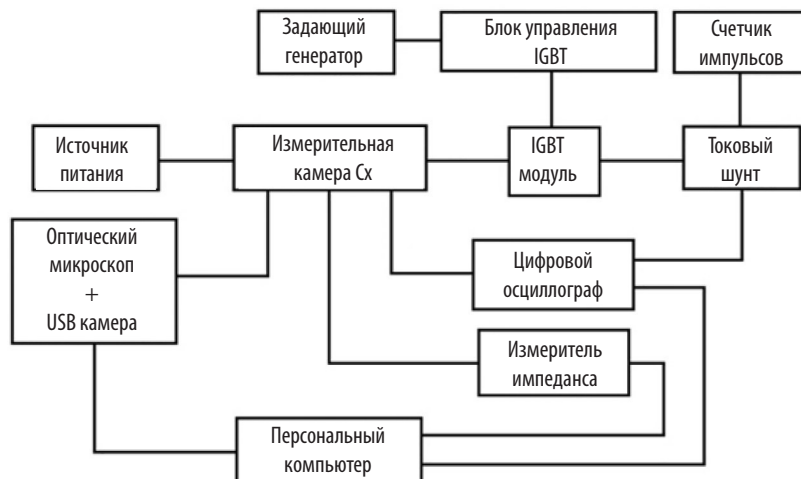 Задающий
генератор
Блок управления
IGBT
Счетчик
импульсов
Источник
питания
Измерительная
камера Cx
IGBT
модуль
Токовый
шунт
Оптический
микроскоп
+
USB камера
Цифровой
осциллограф
Измеритель
импеданса
Персональный
компьютер